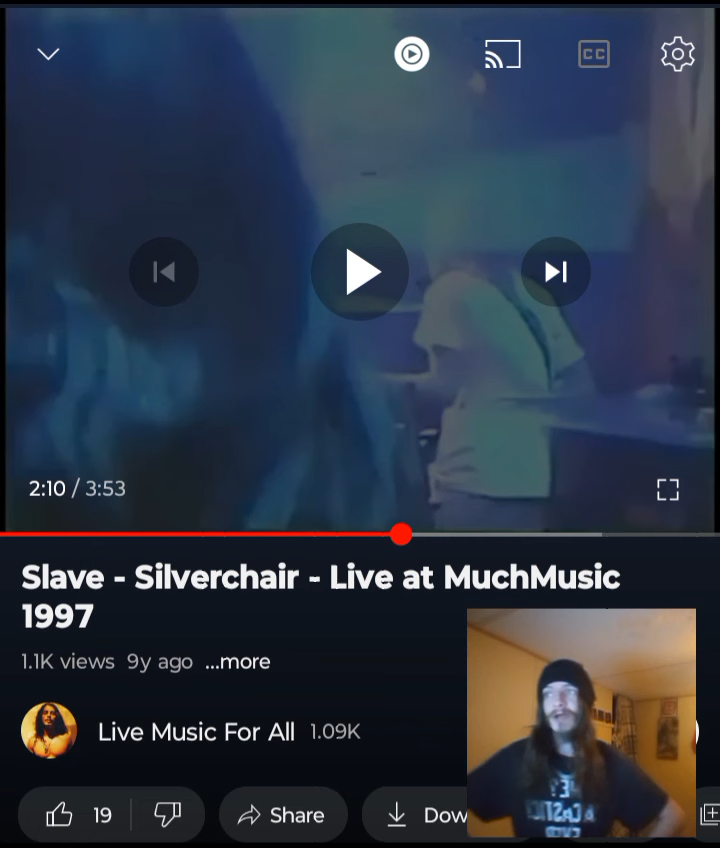 CC
2:10 / 3:53
Slave - Silverchair - Live at MuchMusic
1997
1.1K views 9y ago ...more
Live Music For All 1.09K
19
Share
Dow